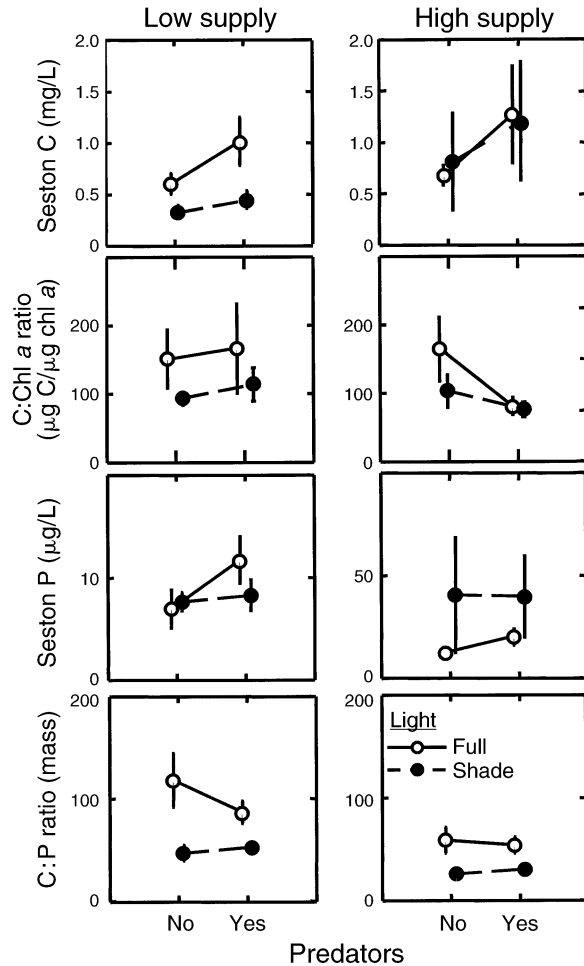 Low supply
High supply
Seston C (mg/L)
2.0
1.5
1.0
0.5
0
2.0
1.5
1.0
0.5
0
C:Chl a ratio
(µg C/µg chl a)
200
100
0
200
100
0
Seston P (µg/L)
10
0
50
0
C:P ratio (mass)
200
100
0
200
100
0
Light
Full
Shade
No
Yes
No
Yes
Predators